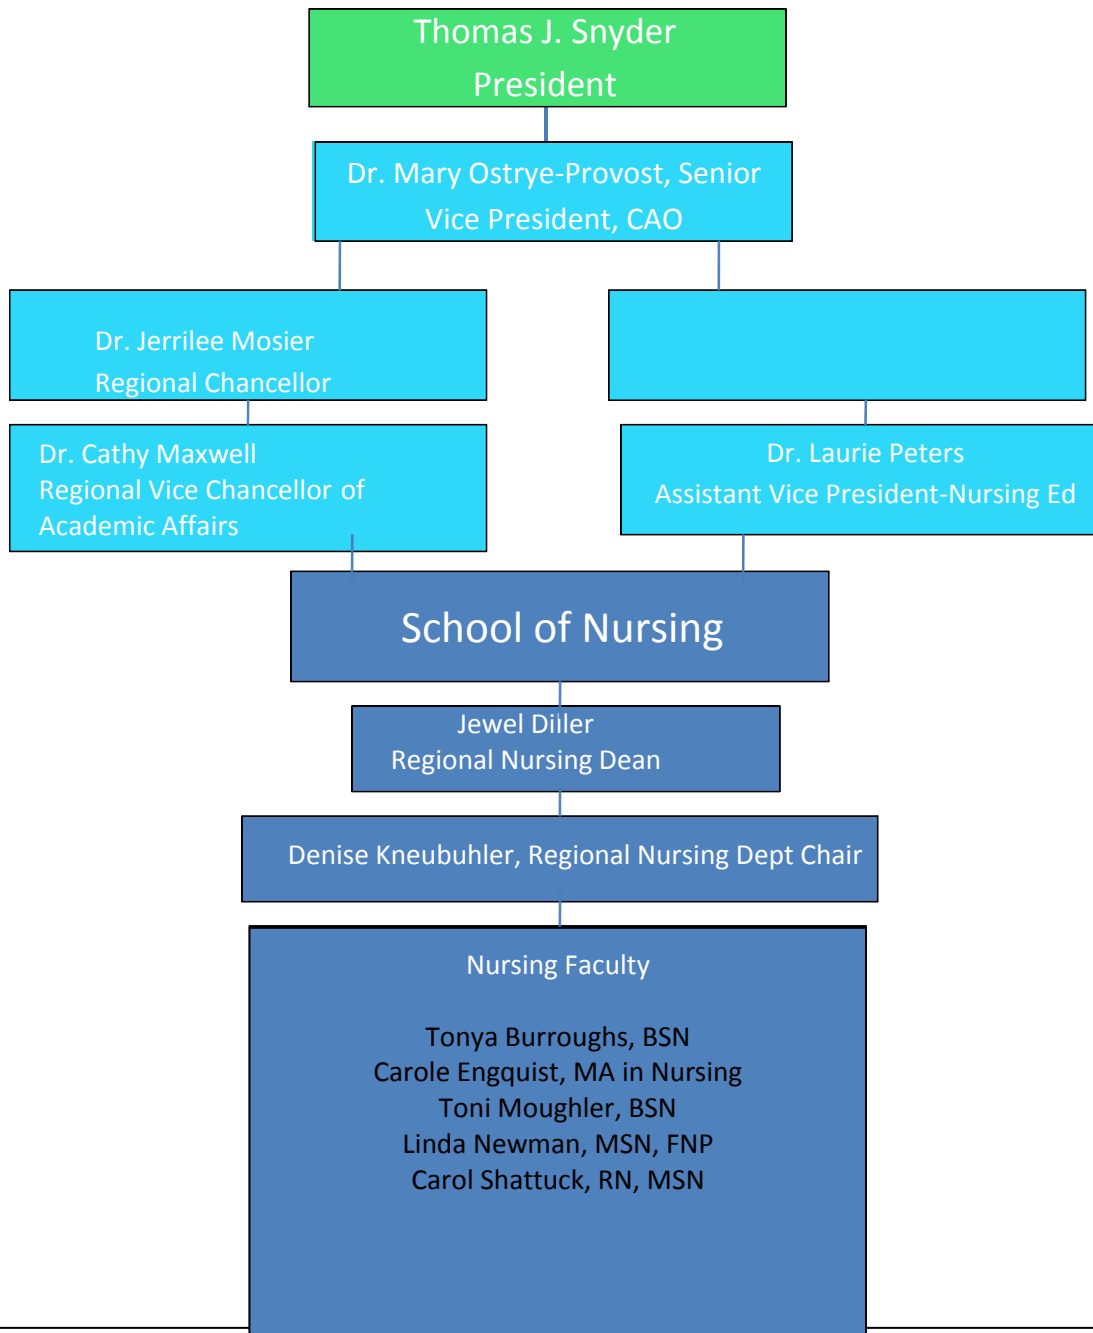 Thomas J. Snyder
President
Dr. Mary Ostrye-Provost, Senior
Vice President, CAO
Dr. Jerrilee Mosier
Regional Chancellor
Dr. Cathy Maxwell
Regional Vice Chancellor of
Academic Affairs
Dr. Laurie Peters
Assistant Vice President-Nursing Ed
School of Nursing
Jewel Diller
Regional Nursing Dean
Denise Kneubuhler, Regional Nursing Dept Chair
Nursing Faculty
Tonya Burroughs, BSN
Carole Engquist, MA in Nursing
Toni Moughler, BSN
Linda Newman, MSN, FNP
Carol Shattuck, RN, MSN